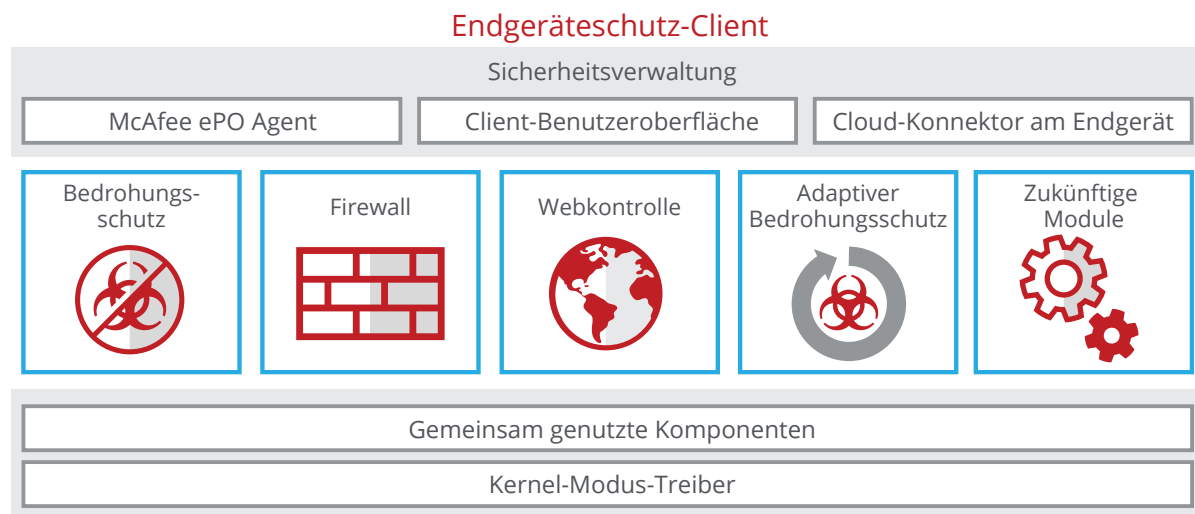 Endgeräteschutz-Client
Sicherheitsverwaltung
McAfee ePO Agent
Client-Benutzeroberfläche
Cloud-Konnektor am Endgerät
Bedrohungs-
schutz
Firewall
Webkontrolle
Adaptiver
Bedrohungsschutz
Zukünftige
Module
Gemeinsam genutzte Komponenten
Kernel-Modus-Treiber